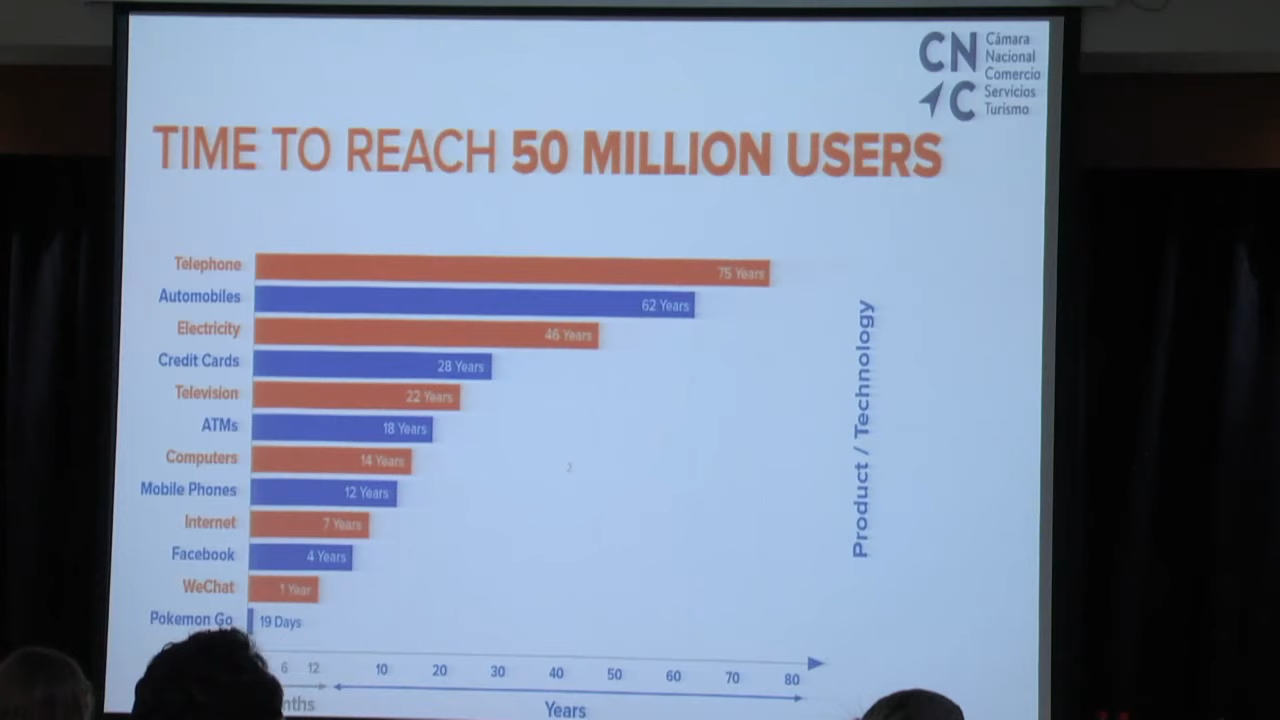 CN
C
Cámara
Nacional
Comercio
Servicios
Turismo
TIME TO REACH 50 MILLION USERS
Telephone 75 Years
Automobiles 62 Years
Electricity 46 Years
Credit Cards 28 Years
Television 22 Years
ATMs 18 Years
Computers 14 Years
Mobile Phones 12 Years
Internet 7 Years
Facebook 4 Years
WeChat 1 Year
Pokemon Go 19 Days
Product / Technology
6 12 10 20 30 40 50 60 70 80
Years